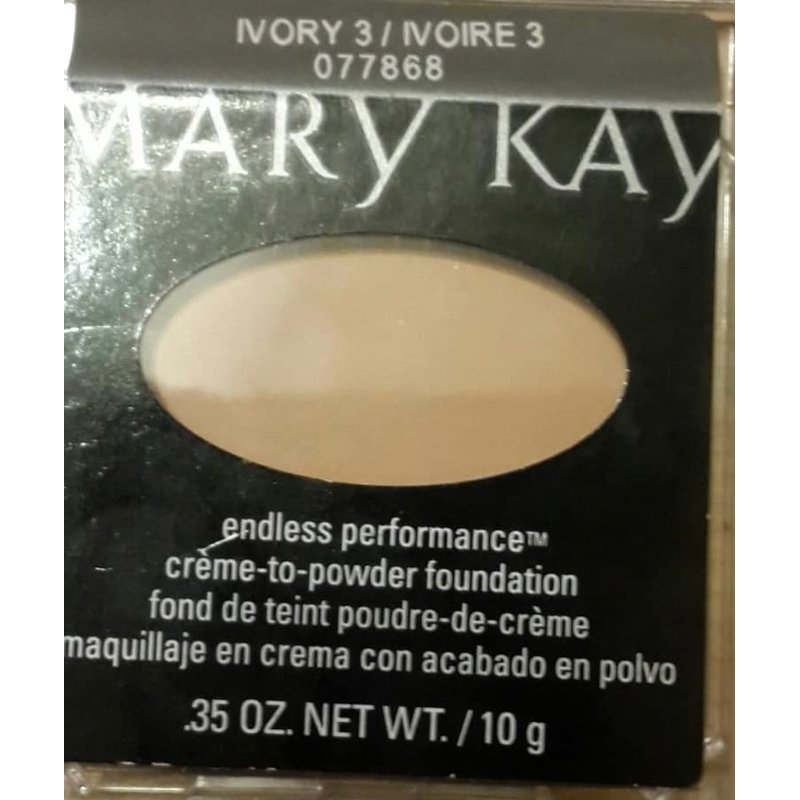 IVORY 3 / IVOIRE 3
077868
MARY KAY
endless performance™
crème-to-powder foundation
fond de teint poudre-de-crème
maquillaje en crema con acabado en polvo
.35 OZ. NET WT. / 10 g